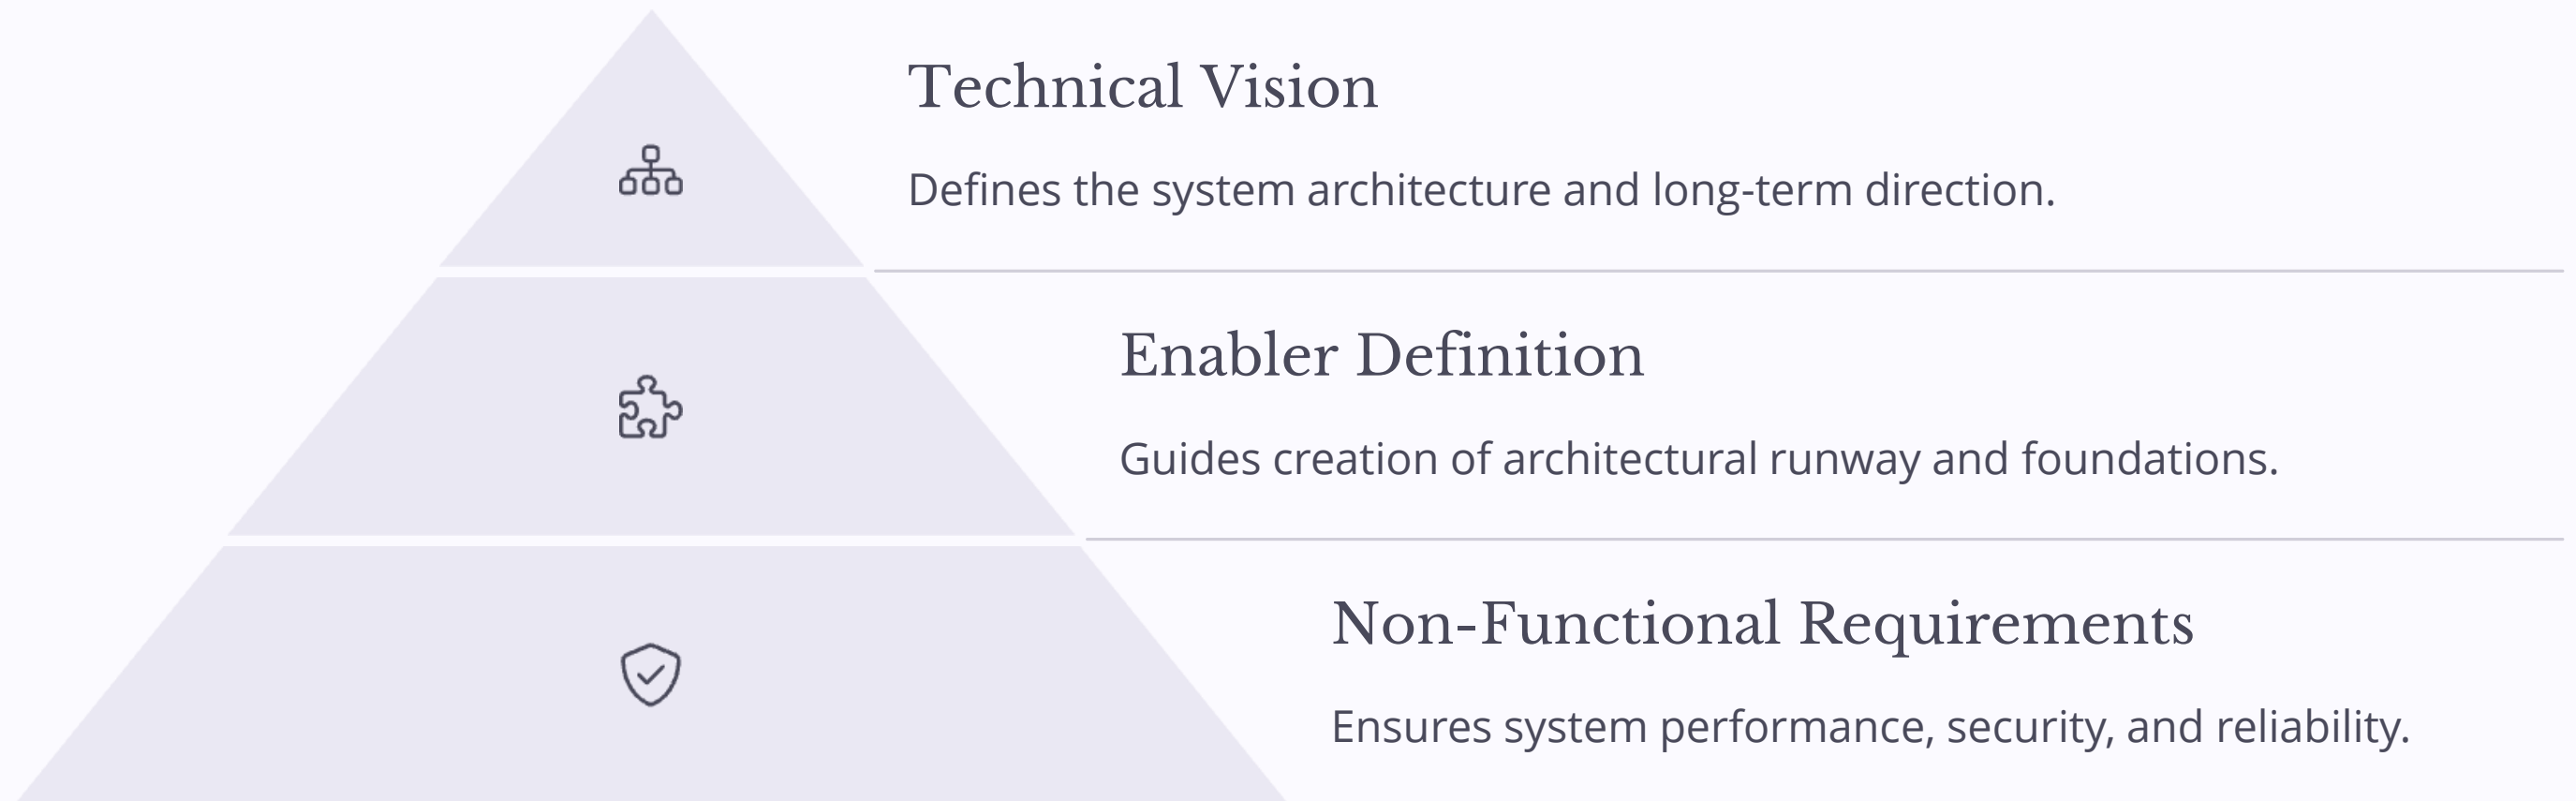 Technical Vision
Defines the system architecture and long-term direction.
Enabler Definition
Guides creation of architectural runway and foundations.
Non-Functional Requirements
Ensures system performance, security, and reliability.